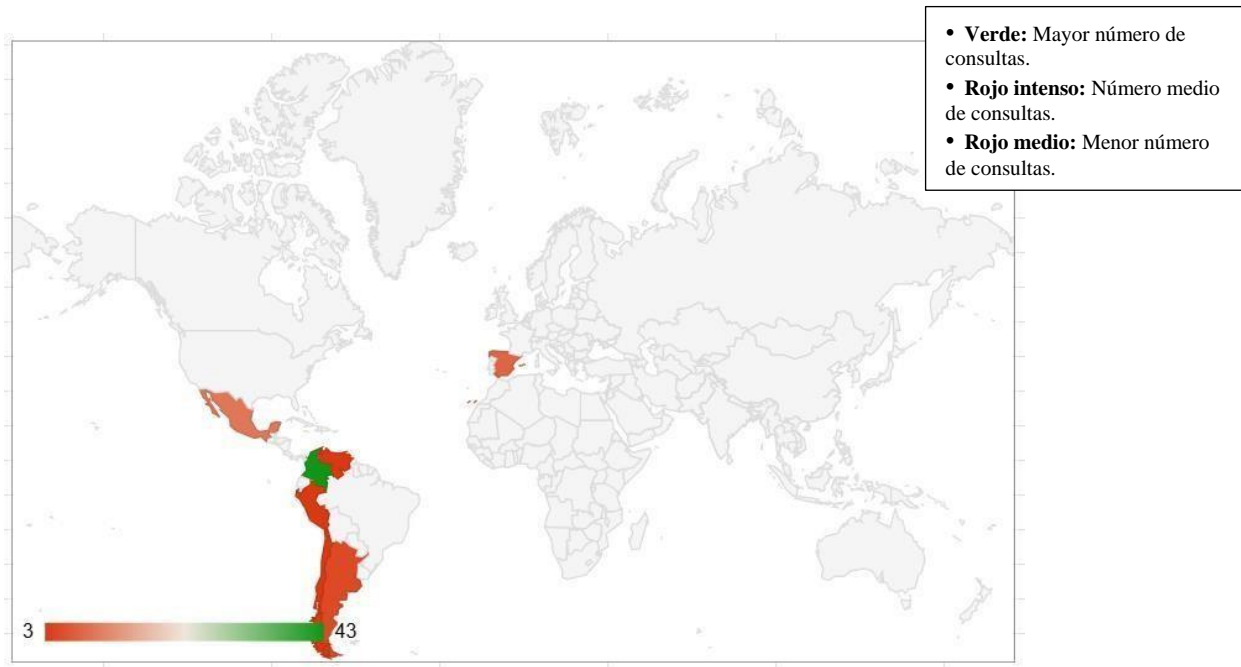 • Verde: Mayor número de
consultas.
• Rojo intenso: Número medio
de consultas.
• Rojo medio: Menor número
de consultas.
3 43